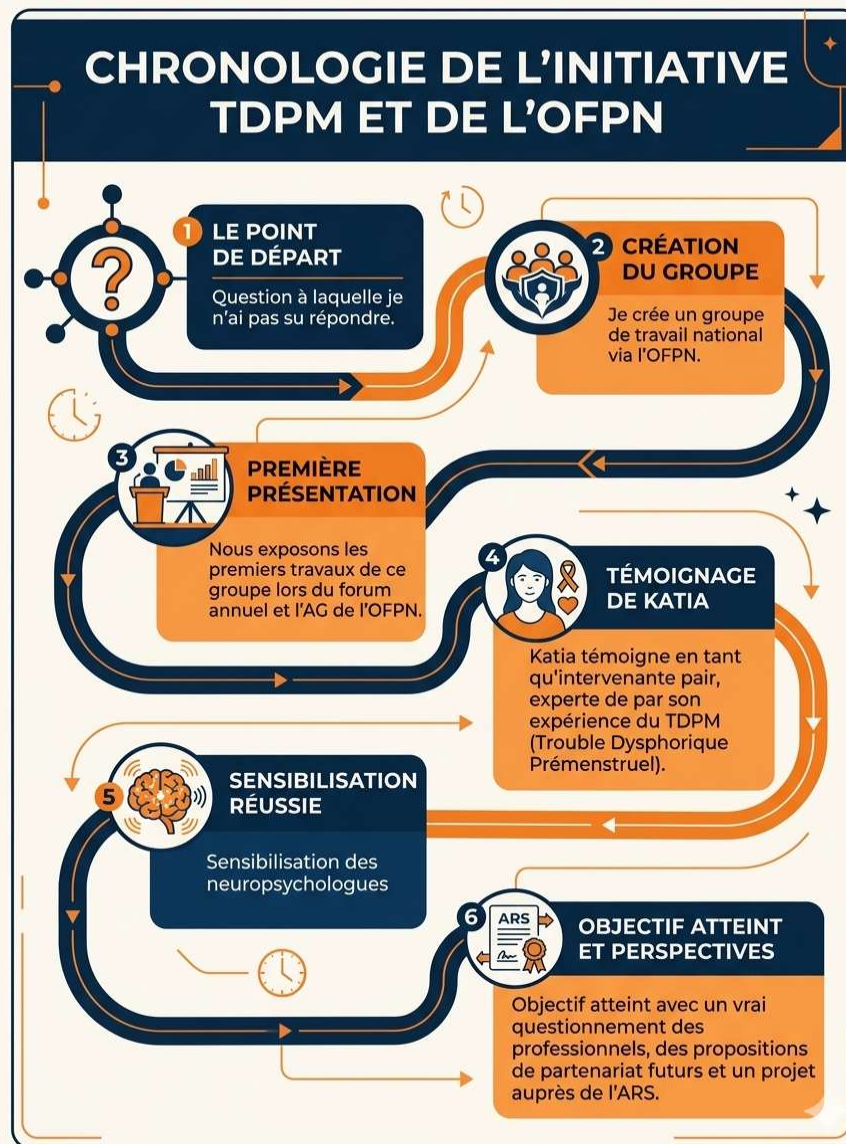 CHRONOLOGIE DE L'INITIATIVE
TDPM ET DE L'OFPN
1
LE POINT
DE DÉPART
Question à laquelle je
n'ai pas su répondre.
?
2
CRÉATION
DU GROUPE
Je crée un groupe
de travail national
via l'OFPN.
3
PREMIÈRE
PRÉSENTATION
Nous exposons les
premiers travaux de ce
groupe lors du forum
annuel et l'AG de l'OFPN.
4
TÉMOIGNAGE
DE KATIA
Katia témoigne en tant
qu'intervenante pair,
experte de par son
expérience du TDPM
(Trouble Dysphorique
Prémenstruel).
5
SENSIBILISATION
RÉUSSIE
Sensibilisation des
neuropsychologues
6
ARS
OBJECTIF ATTEINT
ET PERSPECTIVES
Objectif atteint avec un vrai
questionnement des
professionnels, des propositions
de partenariat futurs et un projet
auprès de l'ARS.